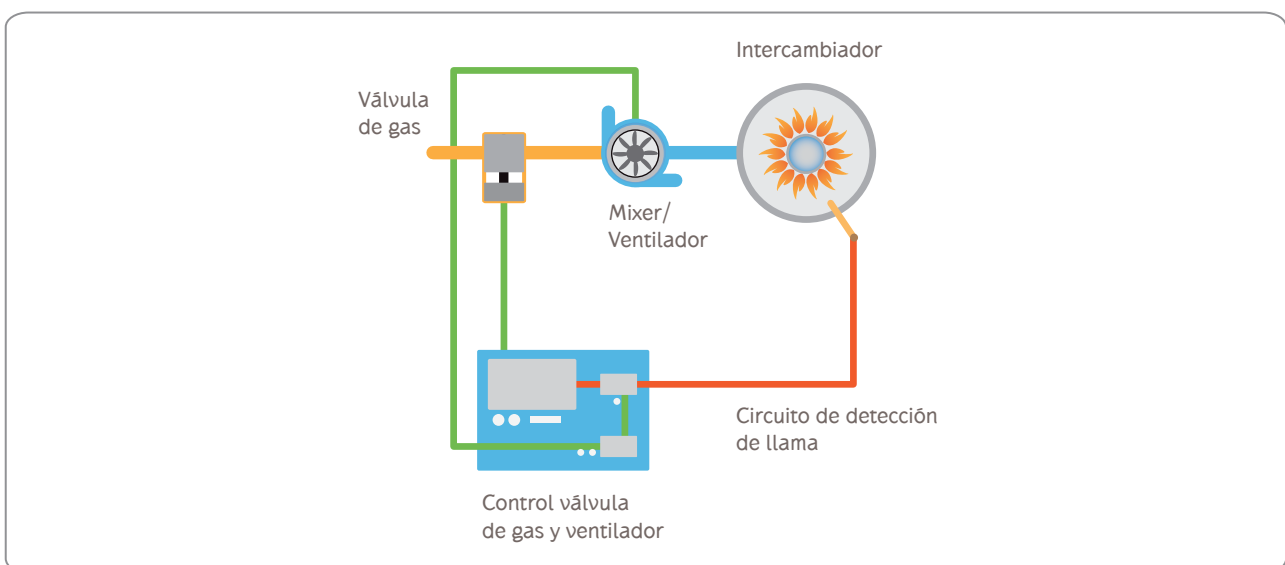 Intercambiador
Válvula
de gas
Mixer/
Ventilador
Circuito de detección
de llama
Control válvula
de gas y ventilador